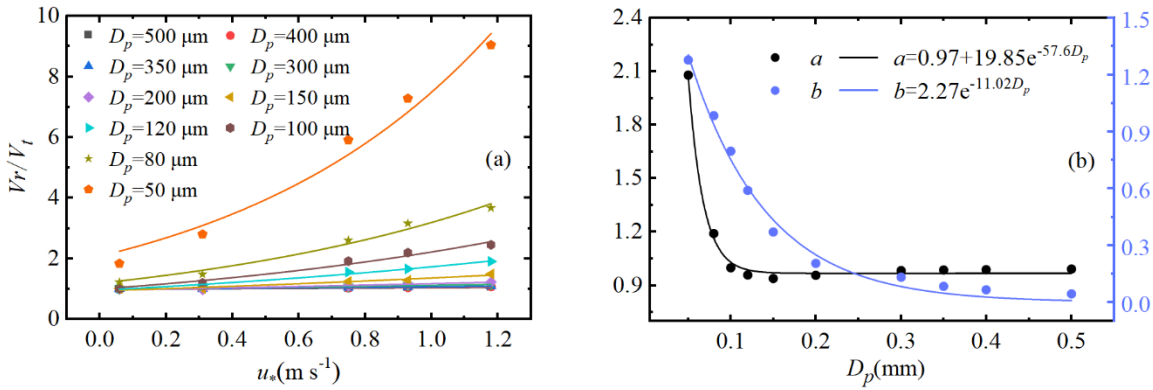 10
8
6
4
2
0
Vr/V_t
D_p=500 μm
D_p=400 μm
D_p=350 μm
D_p=300 μm
D_p=200 μm
D_p=150 μm
D_p=120 μm
D_p=100 μm
D_p=80 μm
D_p=50 μm
(a)
0.0 0.2 0.4 0.6 0.8 1.0 1.2
u_*(m s^-1)
2.4
2.1
1.8
1.5
1.2
0.9
a a=0.97+19.85e^-57.6D_p
b b=2.27e^-11.02D_p
(b)
1.5
1.2
0.9
0.6
0.3
0.0
0.1 0.2 0.3 0.4 0.5
D_p(mm)